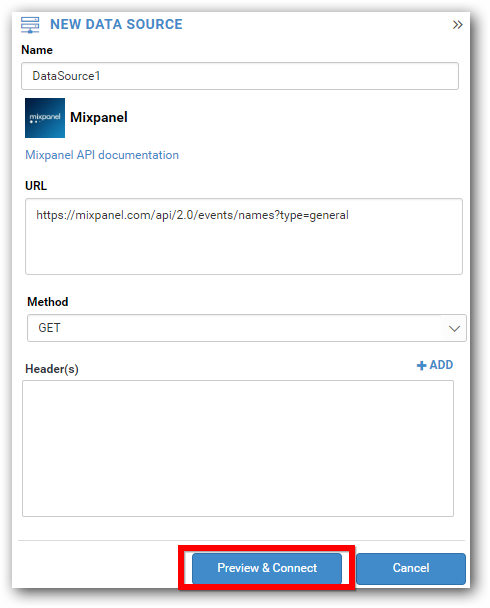 NEW DATA SOURCE
Name
DataSource1
mixpanel
Mixpanel
Mixpanel API documentation
URL
https://mixpanel.com/api/2.0/events/names?type=general
Method
GET
Header(s)
+ ADD
Preview & Connect
Cancel